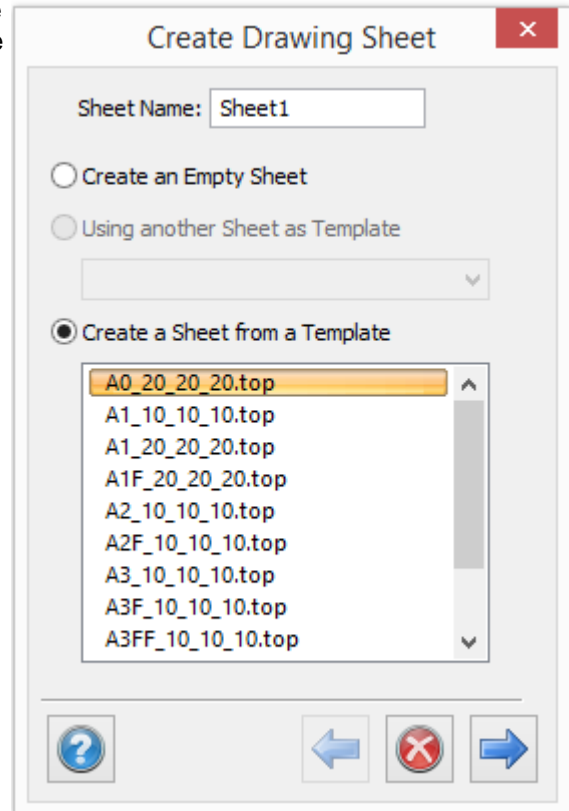 Create Drawing Sheet
Sheet Name: Sheet1
Create an Empty Sheet
Using another Sheet as Template
Create a Sheet from a Template
A0_20_20_20.top
A1_10_10_10.top
A1_20_20_20.top
A1F_20_20_20.top
A2_10_10_10.top
A2F_10_10_10.top
A3_10_10_10.top
A3F_10_10_10.top
A3FF_10_10_10.top